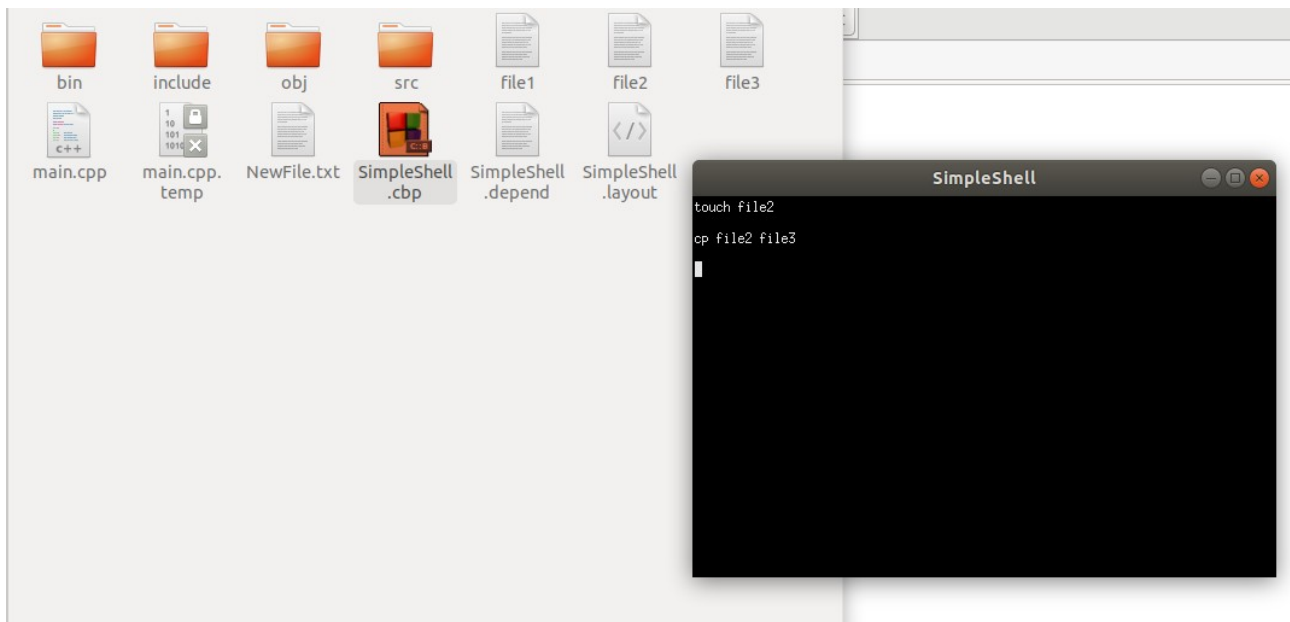 bin include obj src file1 file2 file3
main.cpp main.cpp. NewFile.txt SimpleShell SimpleShell SimpleShell
temp .cbp .depend .layout
SimpleShell
touch file2
cp file2 file3